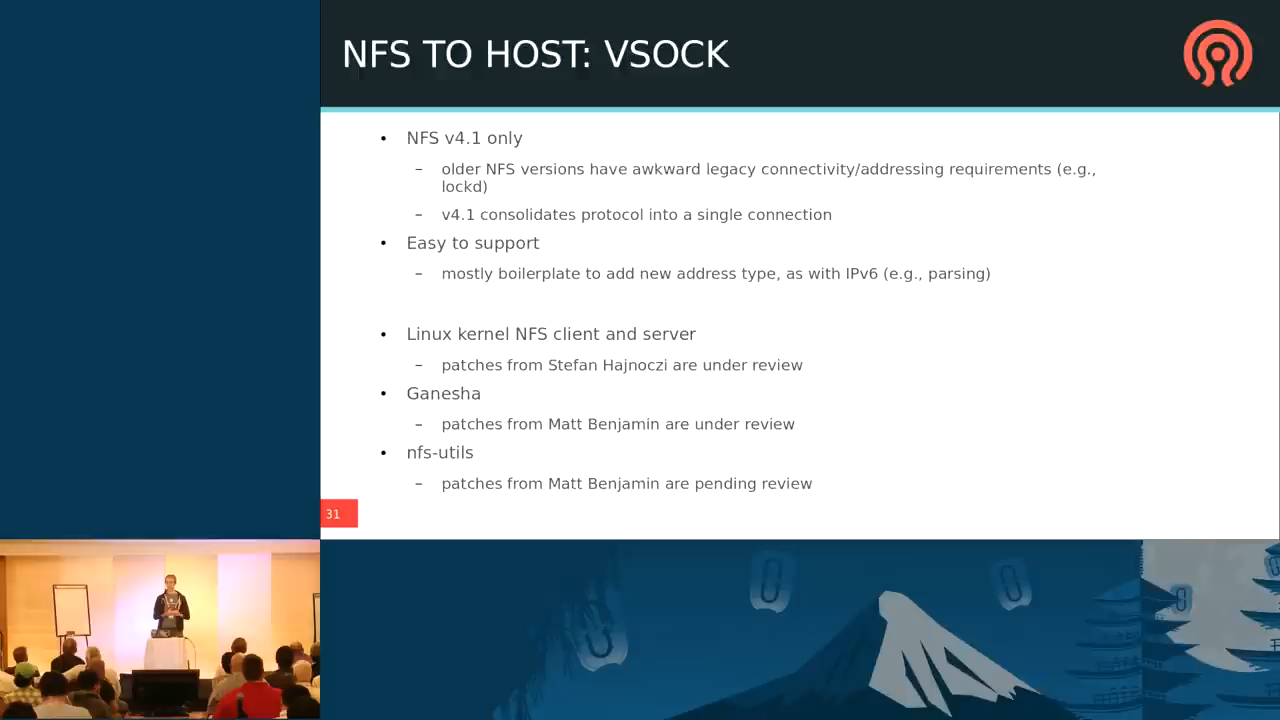 NFS TO HOST: VSOCK
• NFS v4.1 only
– older NFS versions have awkward legacy connectivity/addressing requirements (e.g.,
lockd)
– v4.1 consolidates protocol into a single connection
• Easy to support
– mostly boilerplate to add new address type, as with IPv6 (e.g., parsing)
• Linux kernel NFS client and server
– patches from Stefan Hajnoczi are under review
• Ganesha
– patches from Matt Benjamin are under review
• nfs-utils
– patches from Matt Benjamin are pending review
31